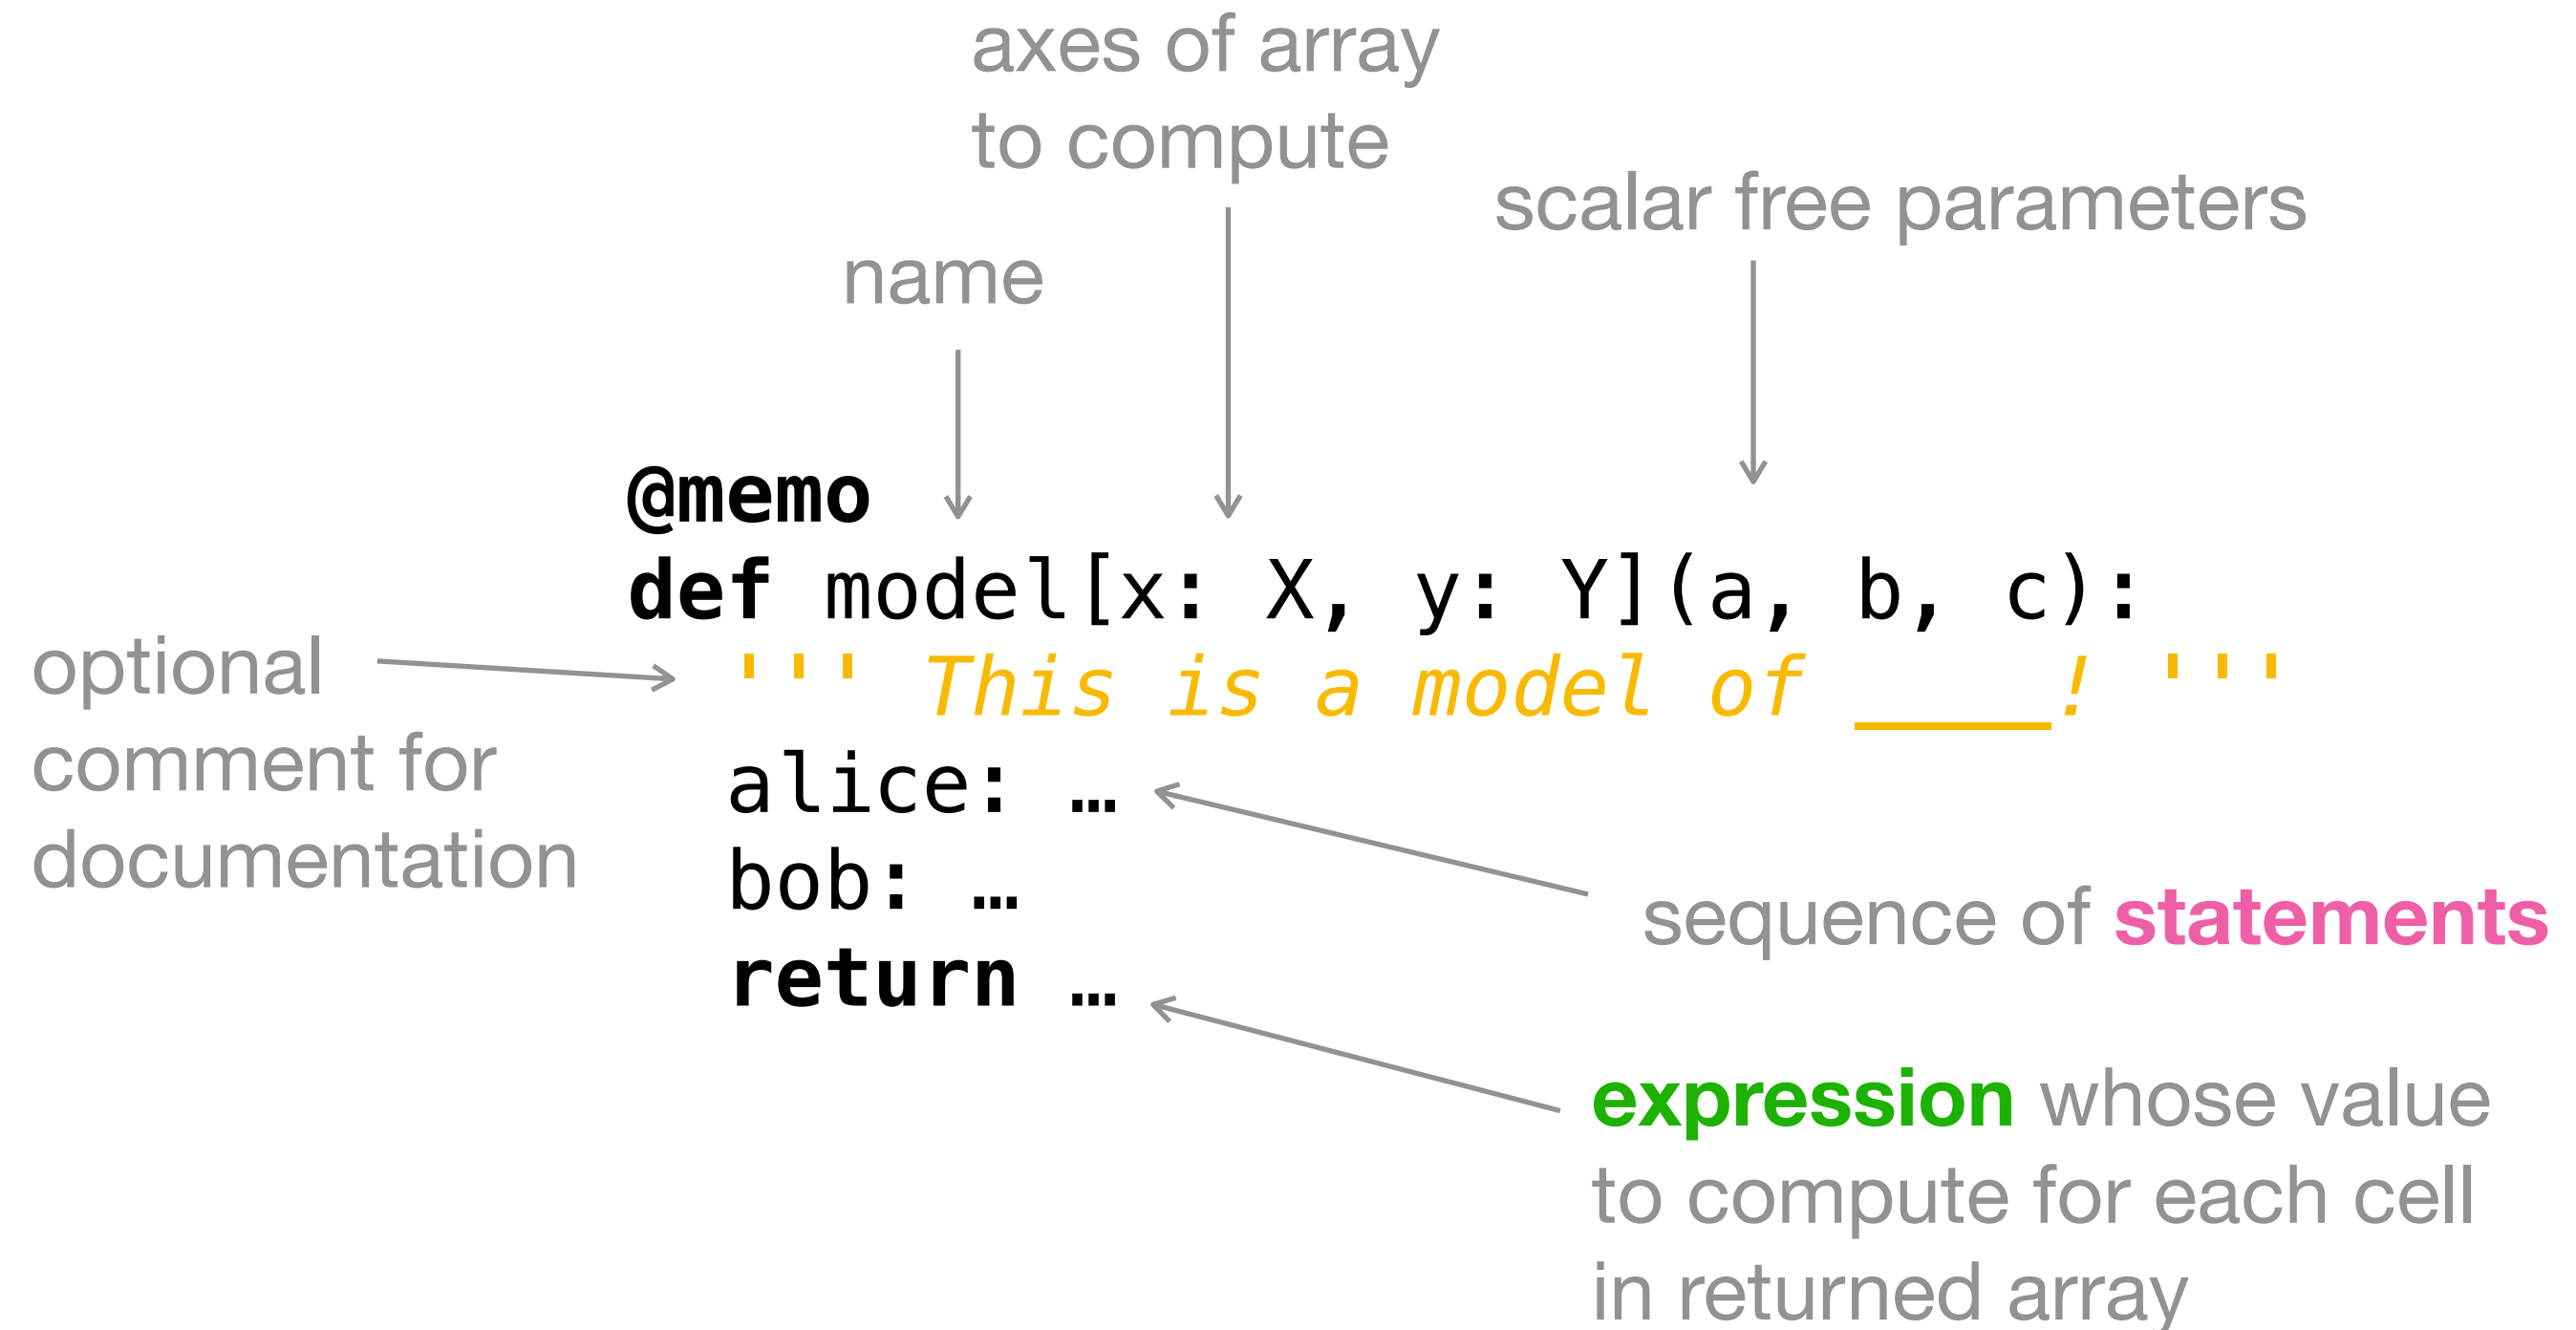 axes of array
to compute
scalar free parameters
name
@memo
def model[x: X, y: Y](a, b, c):
''' This is a model of ____! '''
optional
comment for
documentation
alice: …
bob: …
return …
sequence of statements
expression whose value
to compute for each cell
in returned array